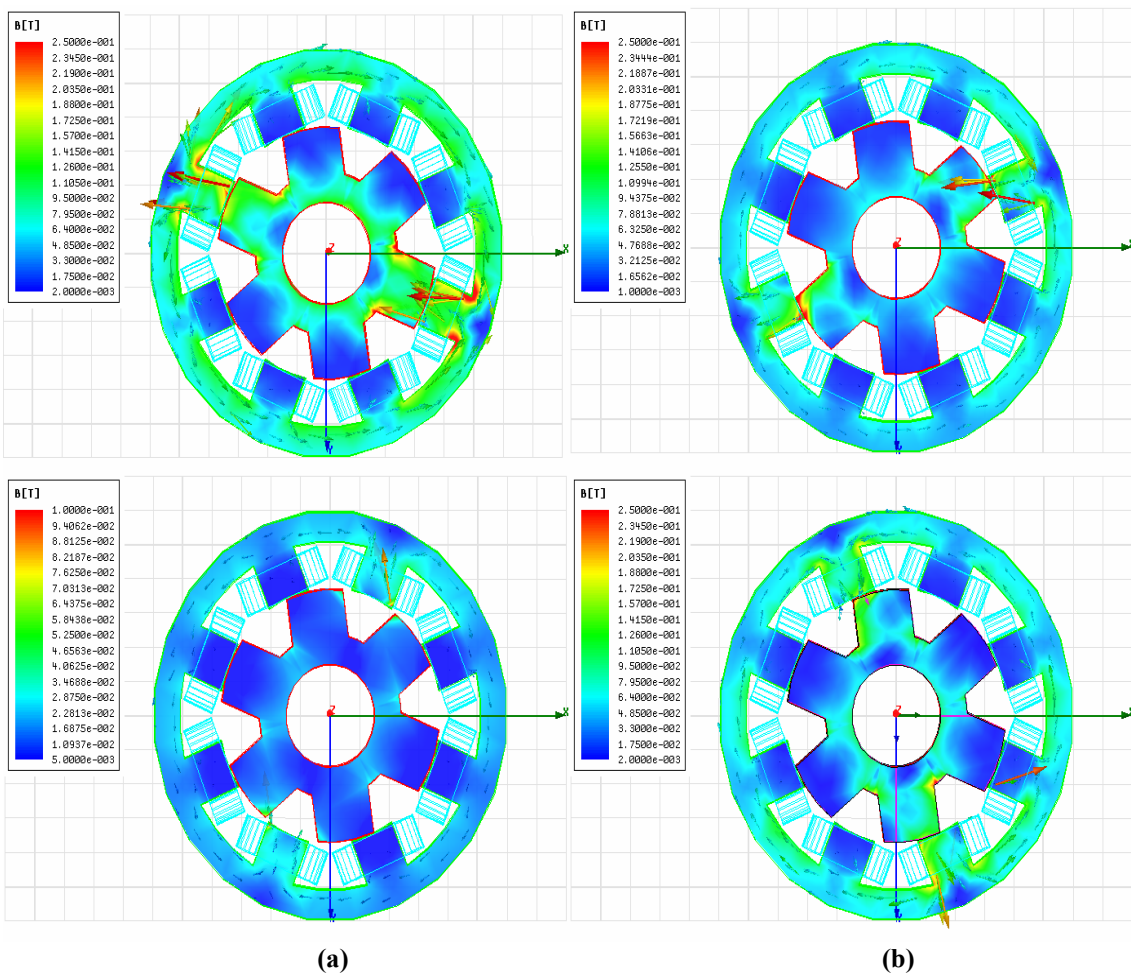 B[T]
2.5000e-001
2.3450e-001
2.1900e-001
2.0350e-001
1.8800e-001
1.7250e-001
1.5700e-001
1.4150e-001
1.2600e-001
1.1050e-001
9.5000e-002
7.9500e-002
6.4000e-002
4.8500e-002
3.3000e-002
1.7500e-002
2.0000e-003
Z
X
B[T]
2.5000e-001
2.3444e-001
2.1887e-001
2.0331e-001
1.8775e-001
1.7219e-001
1.5663e-001
1.4106e-001
1.2550e-001
1.0994e-001
9.4375e-002
7.8813e-002
6.3250e-002
4.7688e-002
3.2125e-002
1.6562e-002
1.0000e-003
Z
B[T]
1.0000e-001
9.4062e-002
8.8125e-002
8.2187e-002
7.6250e-002
7.0313e-002
6.4375e-002
5.8438e-002
5.2500e-002
4.6563e-002
4.0625e-002
3.4688e-002
2.8750e-002
2.2813e-002
1.6875e-002
1.0937e-002
5.0000e-003
Z
X
B[T]
2.5000e-001
2.3450e-001
2.1900e-001
2.0350e-001
1.8800e-001
1.7250e-001
1.5700e-001
1.4150e-001
1.2600e-001
1.1050e-001
9.5000e-002
7.9500e-002
6.4000e-002
4.8500e-002
3.3000e-002
1.7500e-002
2.0000e-003
Z
(a)
(b)